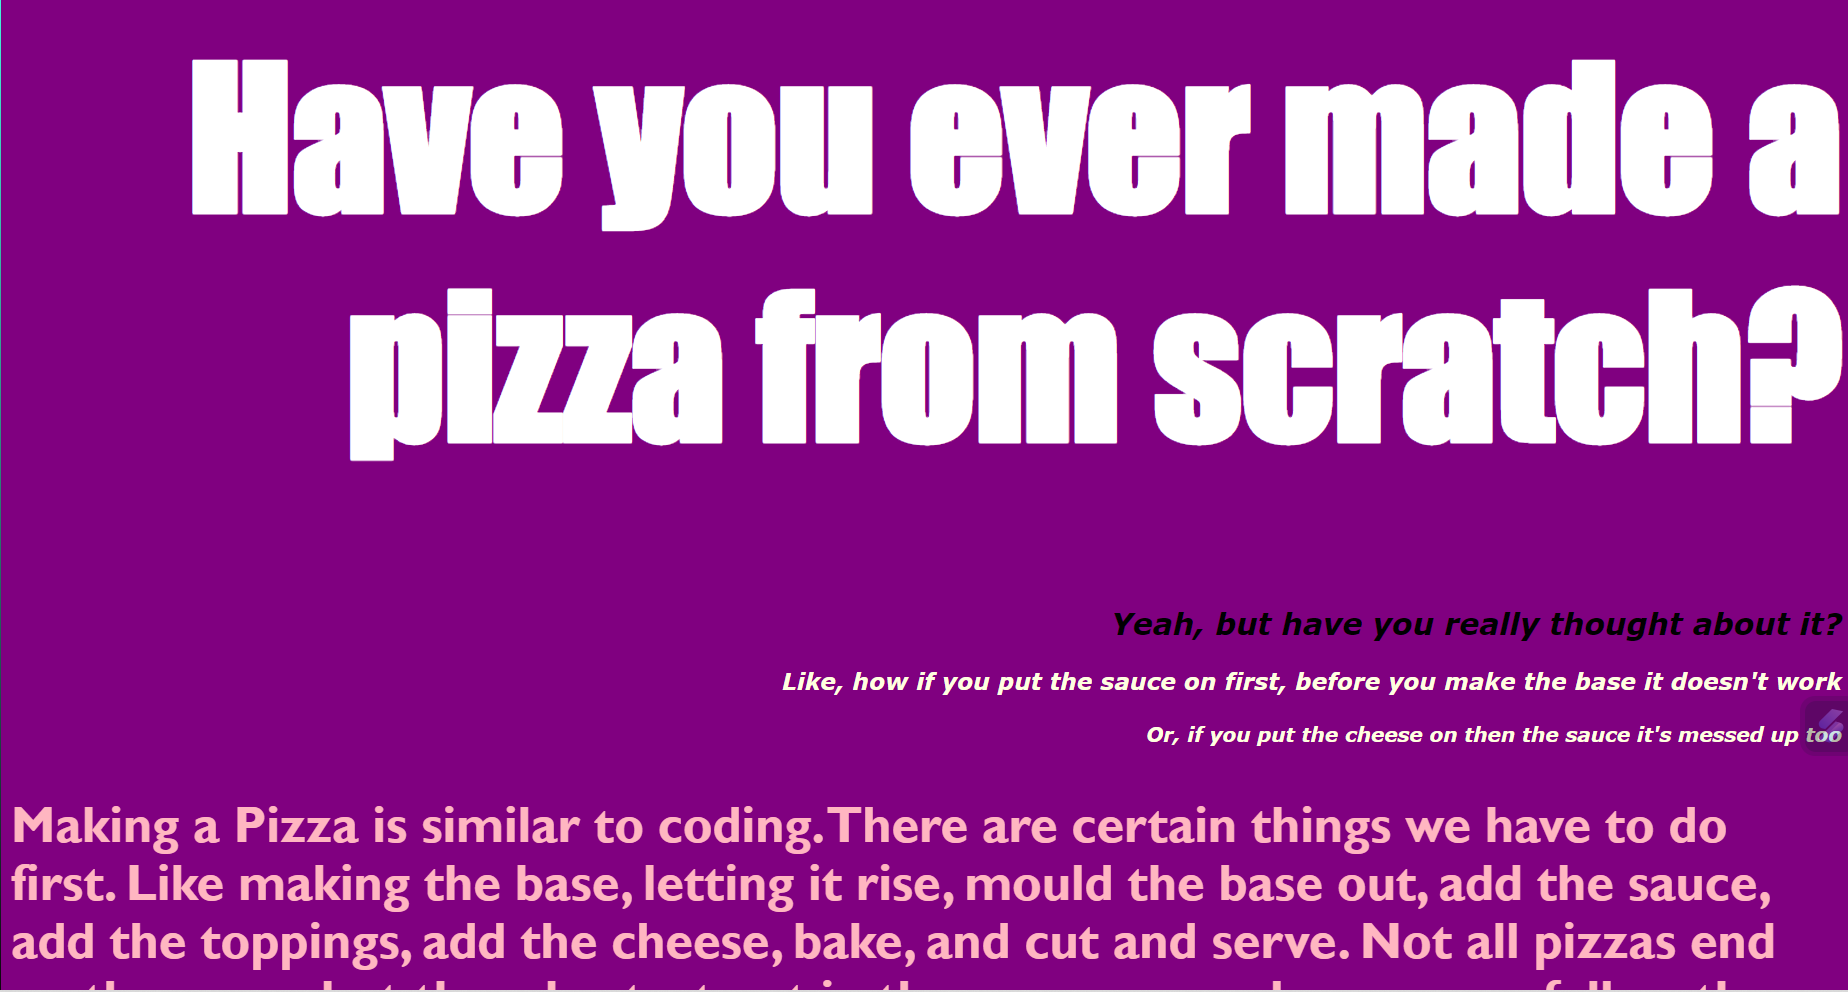 Have you ever made a
pizza from scratch?
Yeah, but have you really thought about it?
Like, how if you put the sauce on first, before you make the base it doesn't work
Or, if you put the cheese on then the sauce it's messed up too
Making a Pizza is similar to coding. There are certain things we have to do
first. Like making the base, letting it rise, mould the base out, add the sauce,
add the toppings, add the cheese, bake, and cut and serve. Not all pizzas end